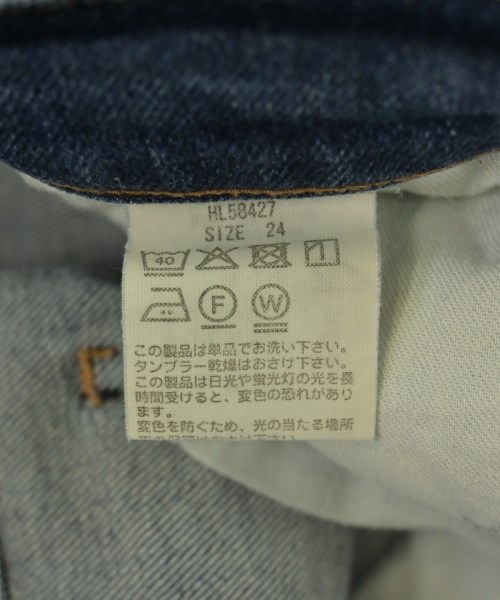 HL58427
SIZE 24
40
F
W
この製品は単品でお洗い下さい。
タンブラー乾燥はおさけ下さい。
この製品は日光や蛍光灯の光を長
時間受けると、変色の恐れがあり
ます。
変色を防ぐため、光の当たる場所